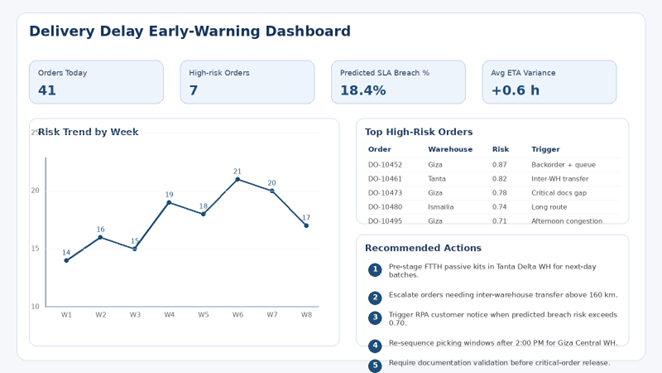 Delivery Delay Early-Warning Dashboard
Orders Today
41
High-risk Orders
7
Predicted SLA Breach %
18.4%
Avg ETA Variance
+0.6 h
Risk Trend by Week
25
20
15
10
14
16
15
19
18
21
20
17
W1 W2 W3 W4 W5 W6 W7 W8
Top High-Risk Orders
Order Warehouse Risk Trigger
DO-10452 Giza 0.87 Backorder + queue
DO-10461 Tanta 0.82 Inter-WH transfer
DO-10473 Giza 0.78 Critical docs gap
DO-10480 Ismailia 0.74 Long route
DO-10495 Giza 0.71 Afternoon congestion
Recommended Actions
1 Pre-stage FTTH passive kits in Tanta Delta WH for next-day
batches.
2 Escalate orders needing inter-warehouse transfer above 160 km.
3 Trigger RPA customer notice when predicted breach risk exceeds
0.70.
4 Re-sequence picking windows after 2:00 PM for Giza Central WH.
5 Require documentation validation before critical-order release.